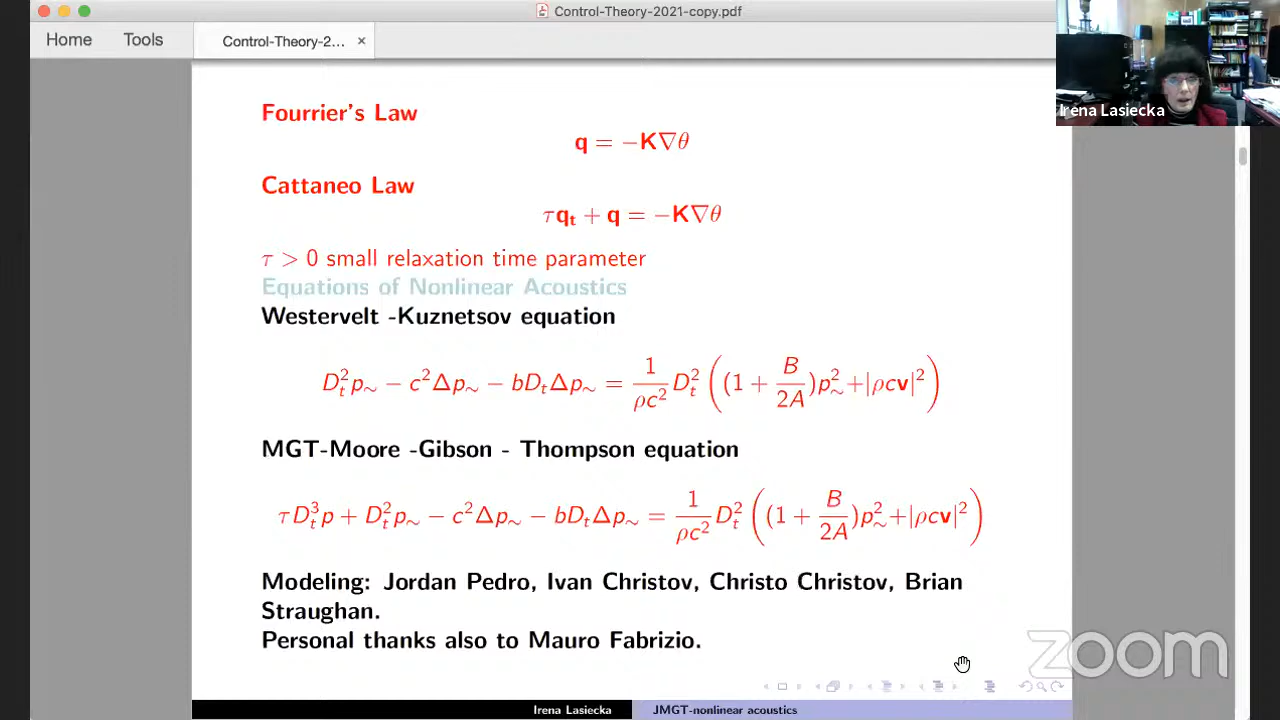 Control-Theory-2021-copy.pdf
Home Tools Control-Theory-2... ×
Irena Lasiecka
Fourrier's Law
q = −K∇θ
Cattaneo Law
τq_t + q = −K∇θ
τ > 0 small relaxation time parameter
Equations of Nonlinear Acoustics
Westervelt -Kuznetsov equation
D_t^2 p_∼ − c^2 Δp_∼ − bD_t Δp_∼ = 1/(ρc^2) D_t^2 ((1 + B/2A)p_∼^2+|ρcv|^2)
MGT-Moore -Gibson - Thompson equation
τD_t^3 p + D_t^2 p_∼ − c^2 Δp_∼ − bD_t Δp_∼ = 1/(ρc^2) D_t^2 ((1 + B/2A)p_∼^2+|ρcv|^2)
Modeling: Jordan Pedro, Ivan Christov, Christo Christov, Brian
Straughan.
Personal thanks also to Mauro Fabrizio.
zoom
Irena Lasiecka JMGT-nonlinear acoustics